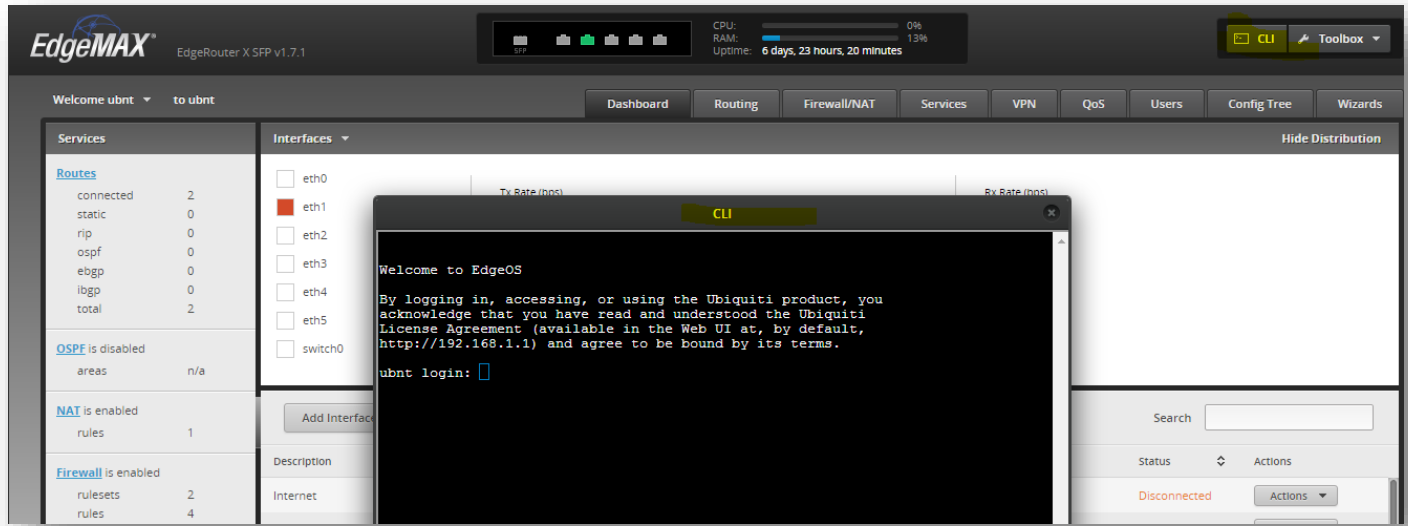 EdgeMAX EdgeRouter X SFP v1.7.1
SFP
CPU: 0%
RAM: 13%
Uptime: 6 days, 23 hours, 20 minutes
CLI Toolbox
Welcome ubnt to ubnt
Dashboard Routing Firewall/NAT Services VPN QoS Users Config Tree Wizards
Services
Routes
connected 2
static 0
rip 0
ospf 0
ebgp 0
ibgp 0
total 2
OSPF is disabled
areas n/a
NAT is enabled
rules 1
Firewall is enabled
rulesets 2
rules 4
Interfaces Hide Distribution
eth0
eth1
eth2
eth3
eth4
eth5
switch0
Tx Rate (bps) Rx Rate (bps)
CLI
Welcome to EdgeOS
By logging in, accessing, or using the Ubiquiti product, you
acknowledge that you have read and understood the Ubiquiti
License Agreement (available in the Web UI at, by default,
http://192.168.1.1) and agree to be bound by its terms.
ubnt login:
Add Interface Search
Description Status Actions
Internet Disconnected Actions